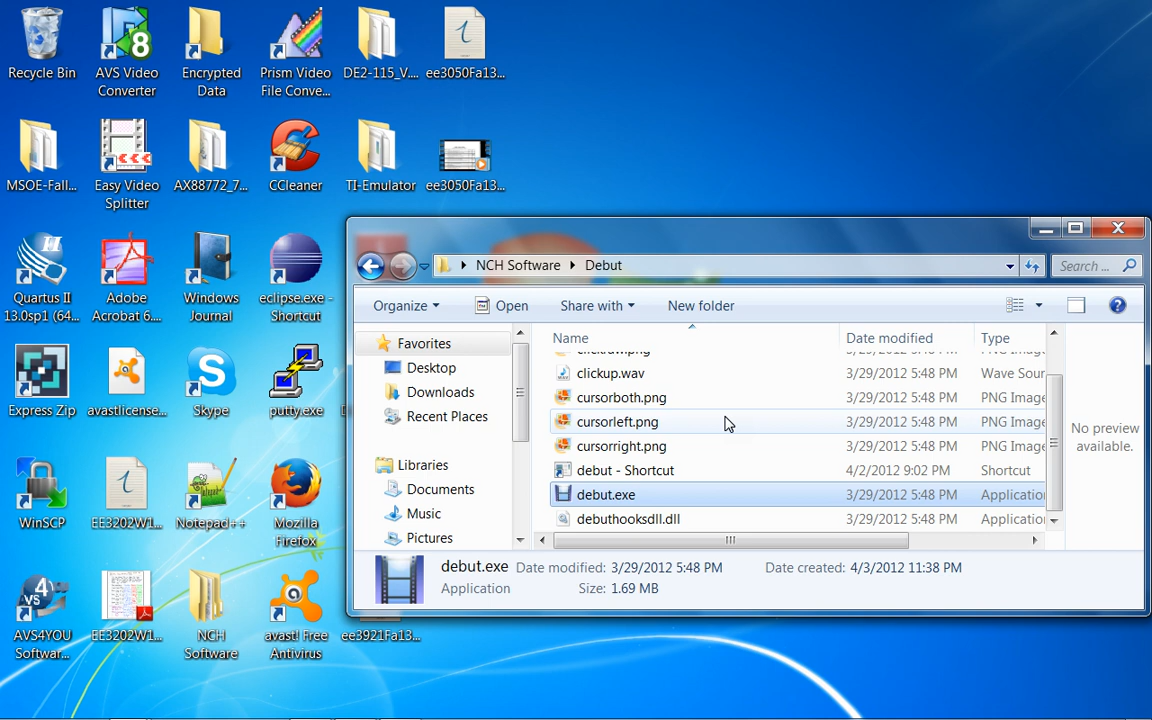 Recycle Bin
AVS Video
Converter
Encrypted
Data
Prism Video
File Conve...
DE2-115_V....
ee3050Fa13...
MSOE-Fall...
Easy Video
Splitter
AX88772_7...
CCleaner
TI-Emulator
ee3050Fa13...
Quartus II
13.0sp1 (64...
Adobe
Acrobat 6....
Windows
Journal
eclipse.exe -
Shortcut
Express Zip
avastlicense...
Skype
putty.exe
WinSCP
EE3202W1...
Notepad++
Mozilla
Firefox
AVS4YOU
Softwar...
EE3202W1...
NCH
Software
avast! Free
Antivirus
ee3921Fa13...
NCH Software Debut
Search ...
Organize Open Share with New folder
Favorites
Desktop
Downloads
Recent Places
Libraries
Documents
Music
Pictures
Name Date modified Type
clickup.wav 3/29/2012 5:48 PM Wave Soun
cursorboth.png 3/29/2012 5:48 PM PNG Image
cursorleft.png 3/29/2012 5:48 PM PNG Image
cursorright.png 3/29/2012 5:48 PM PNG Image
debut - Shortcut 4/2/2012 9:02 PM Shortcut
debut.exe 3/29/2012 5:48 PM Applicatio
debuthooksdll.dll 3/29/2012 5:48 PM Applicatio
No preview
available.
debut.exe Date modified: 3/29/2012 5:48 PM Date created: 4/3/2012 11:38 PM
Application Size: 1.69 MB